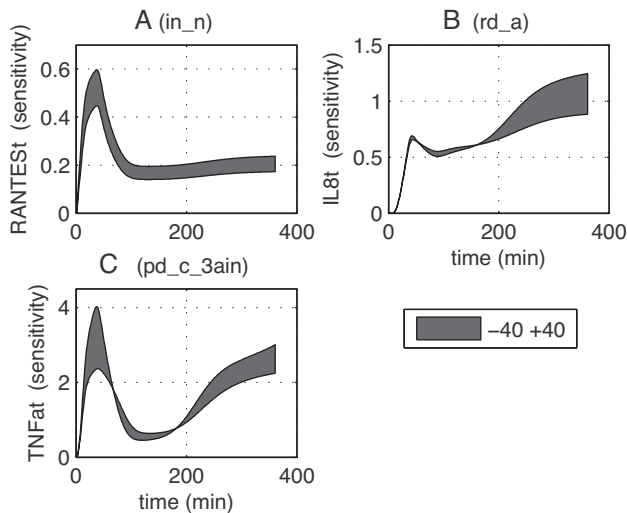 A (in_n)
RANTESt (sensitivity)
0.6
0.4
0.2
0
0 200 400
B (rd_a)
IL8t (sensitivity)
1.5
1
0.5
0
0 200 400
time (min)
C (pd_c_3ain)
TNFat (sensitivity)
4
2
0
0 200 400
time (min)
−40 +40